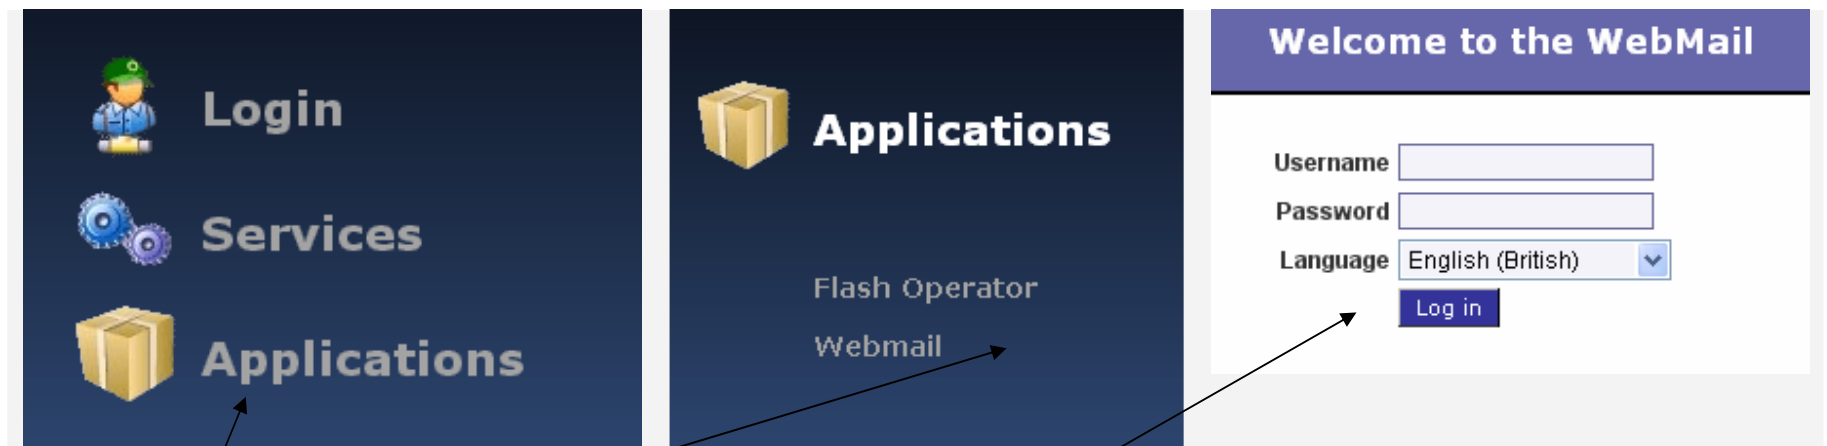 Login
Services
Applications
Applications
Flash Operator
Webmail
Welcome to the WebMail
Username
Password
Language English (British)
Log in